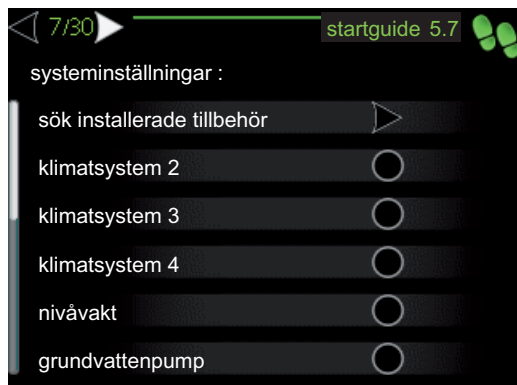 7/30 startguide 5.7
systeminställningar :
sök installerade tillbehör
klimatsystem 2
klimatsystem 3
klimatsystem 4
nivåvakt
grundvattenpump